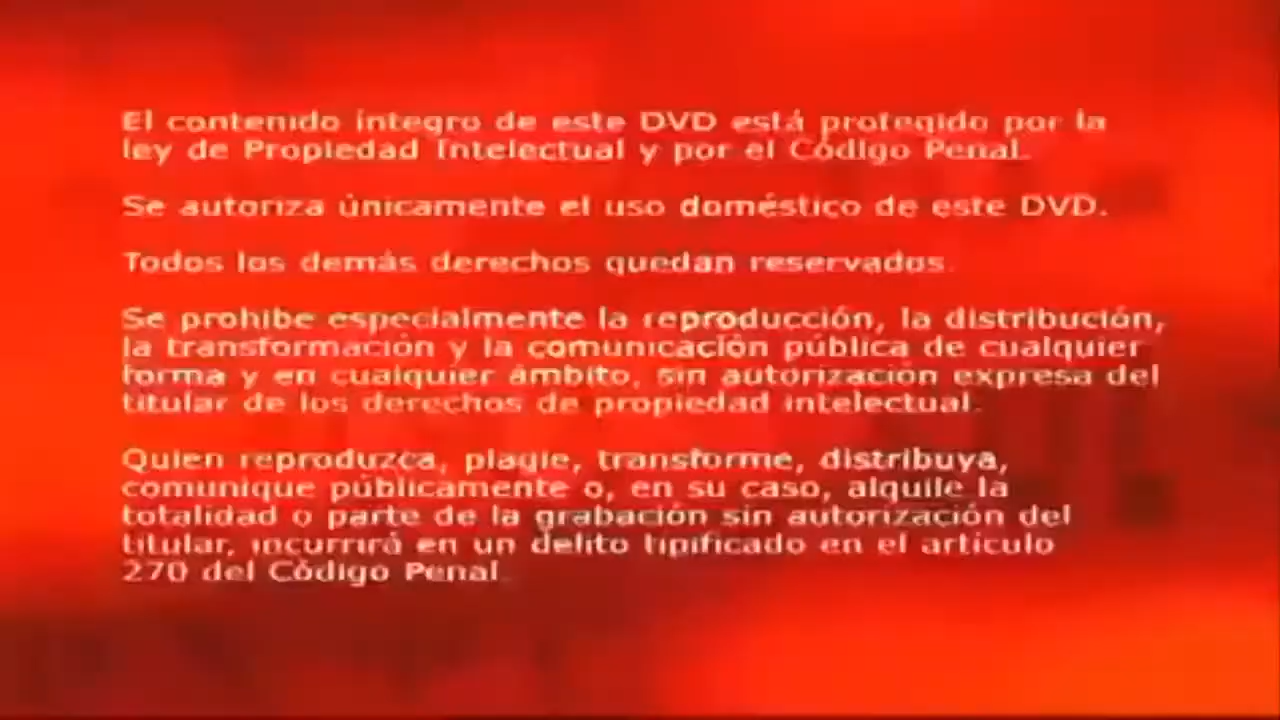 El contenido íntegro de este DVD está protegido por la
ley de Propiedad Intelectual y por el Código Penal.
Se autoriza únicamente el uso doméstico de este DVD.
Todos los demás derechos quedan reservados.
Se prohibe especialmente la reproducción, la distribución,
la transformación y la comunicación pública de cualquier
forma y en cualquier ámbito, sin autorización expresa del
titular de los derechos de propiedad intelectual.
Quien reproduzca, plagie, transforme, distribuya,
comunique públicamente o, en su caso, alquile la
totalidad o parte de la grabación sin autorización del
titular, incurrirá en un delito tipificado en el artículo
270 del Código Penal.